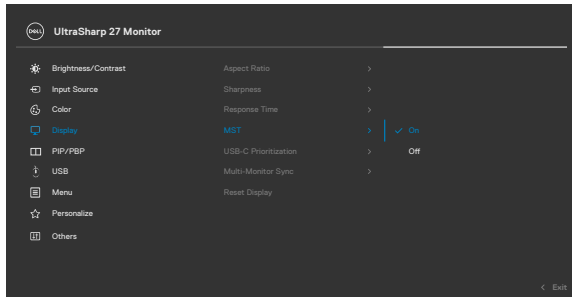 DELL UltraSharp 27 Monitor
Brightness/Contrast Aspect Ratio
Input Source Sharpness
Color Response Time
Display MST On
PIP/PBP USB-C Prioritization Off
USB Multi-Monitor Sync
Menu Reset Display
Personalize
Others
Exit